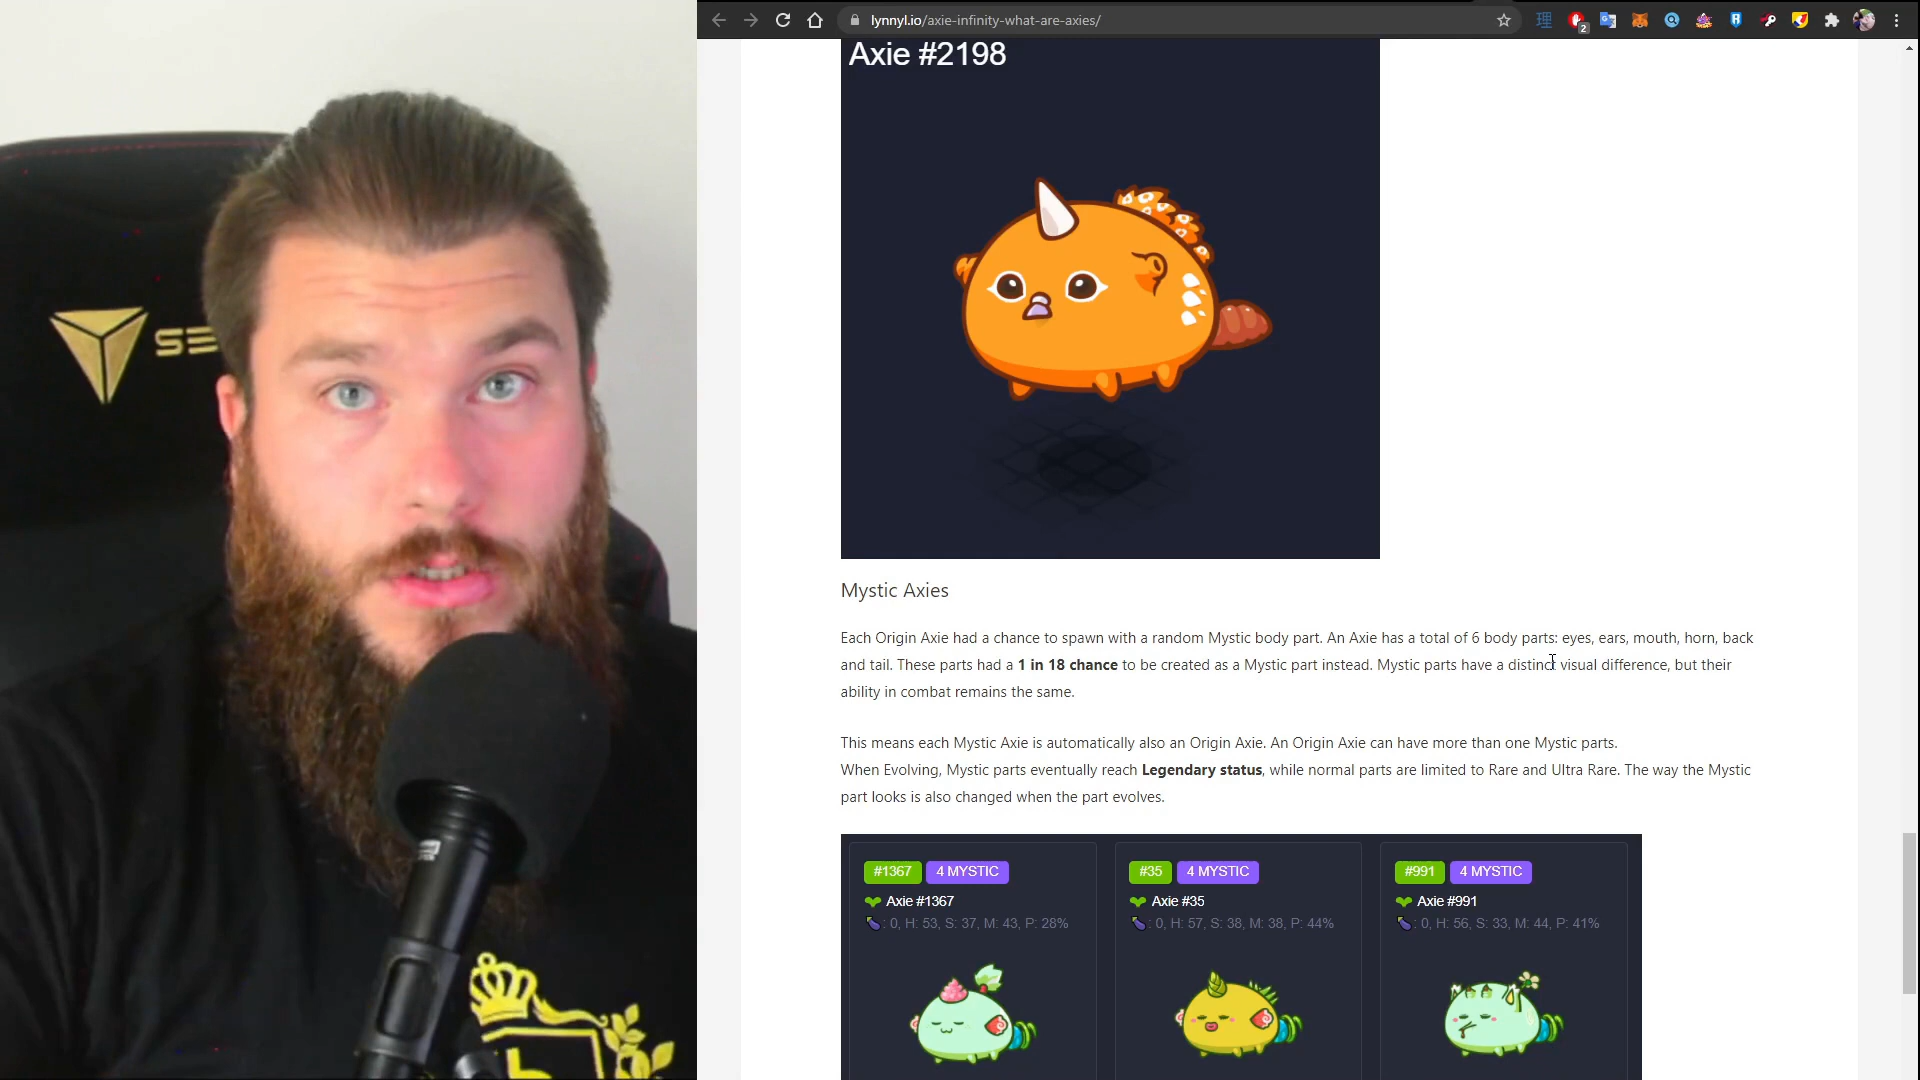 lynnyl.io/axie-infinity-what-are-axies/
2
Axie #2198
Mystic Axies
Each Origin Axie had a chance to spawn with a random Mystic body part. An Axie has a total of 6 body parts: eyes, ears, mouth, horn, back
and tail. These parts had a 1 in 18 chance to be created as a Mystic part instead. Mystic parts have a distinct visual difference, but their
ability in combat remains the same.
This means each Mystic Axie is automatically also an Origin Axie. An Origin Axie can have more than one Mystic parts.
When Evolving, Mystic parts eventually reach Legendary status, while normal parts are limited to Rare and Ultra Rare. The way the Mystic
part looks is also changed when the part evolves.
#1367 4 MYSTIC
Axie #1367
: 0, H: 53, S: 37, M: 43, P: 28%
#35 4 MYSTIC
Axie #35
: 0, H: 57, S: 38, M: 38, P: 44%
#991 4 MYSTIC
Axie #991
: 0, H: 56, S: 33, M: 44, P: 41%